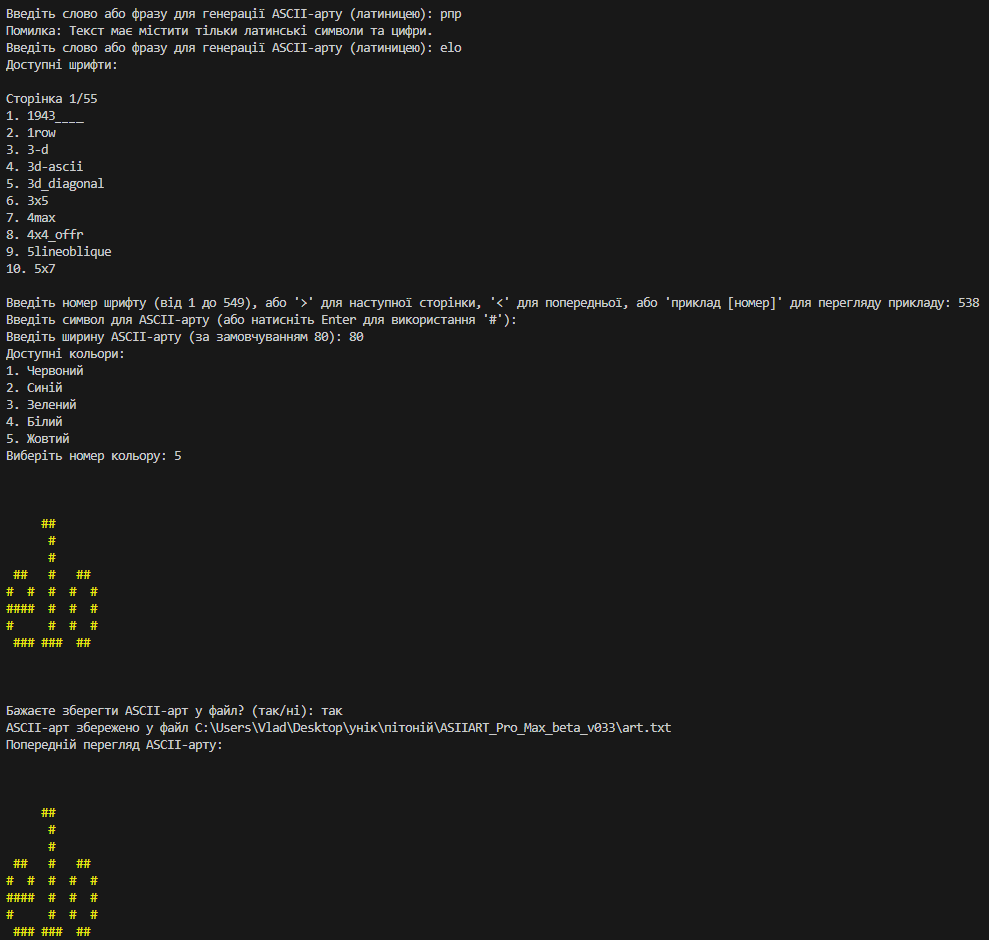 Введіть слово або фразу для генерації ASCII-арту (латиницею): рпр
Помилка: Текст має містити тільки латинські символи та цифри.
Введіть слово або фразу для генерації ASCII-арту (латиницею): elo
Доступні шрифти:

Сторінка 1/55
1. 1943____
2. 1row
3. 3-d
4. 3d-ascii
5. 3d_diagonal
6. 3x5
7. 4max
8. 4x4_offr
9. 5lineoblique
10. 5x7

Введіть номер шрифту (від 1 до 549), або '>' для наступної сторінки, '<' для попередньої, або 'приклад [номер]' для перегляду прикладу: 538
Введіть символ для ASCII-арту (або натисніть Enter для використання '#'):
Введіть ширину ASCII-арту (за замовчуванням 80): 80
Доступні кольори:
1. Червоний
2. Синій
3. Зелений
4. Білий
5. Жовтий
Виберіть номер кольору: 5

     ##
      #
      #
 ##   #   ##
#  #  #  #  #
####  #  #  #
#     #  #  #
 ### ###  ##

Бажаєте зберегти ASCII-арт у файл? (так/ні): так
ASCII-арт збережено у файл C:\Users\Vlad\Desktop\унік\пітоній\ASIIART_Pro_Max_beta_v033\art.txt
Попередній перегляд ASCII-арту:

     ##
      #
      #
 ##   #   ##
#  #  #  #  #
####  #  #  #
#     #  #  #
 ### ###  ##